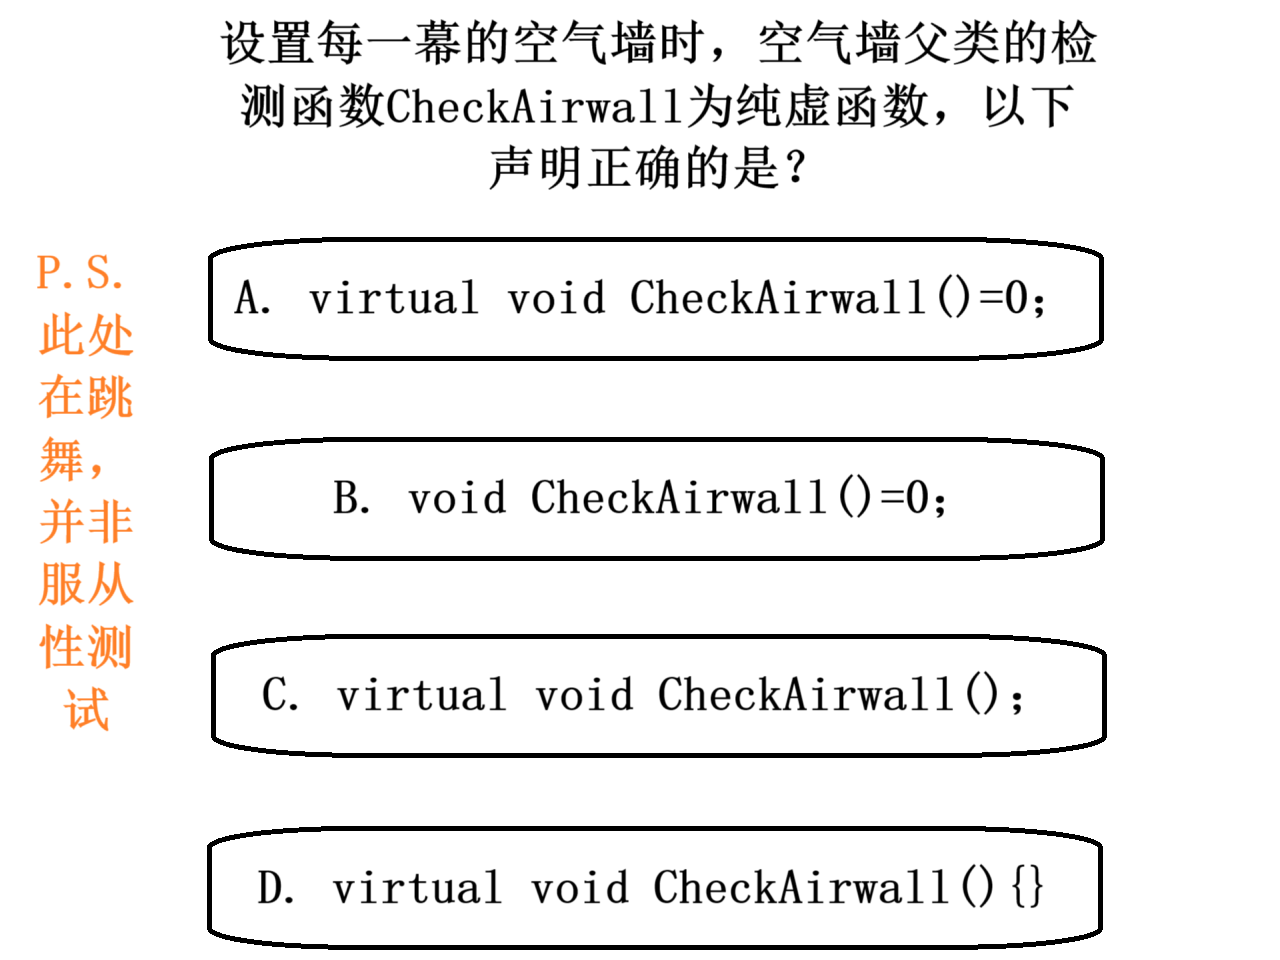 设置每一幕的空气墙时，空气墙父类的检
测函数CheckAirwall为纯虚函数，以下
声明正确的是？
P.S.
此处
在跳
舞，
并非
服从
性测
试
A. virtual void CheckAirwall()=0；
B. void CheckAirwall()=0；
C. virtual void CheckAirwall()；
D. virtual void CheckAirwall(){}